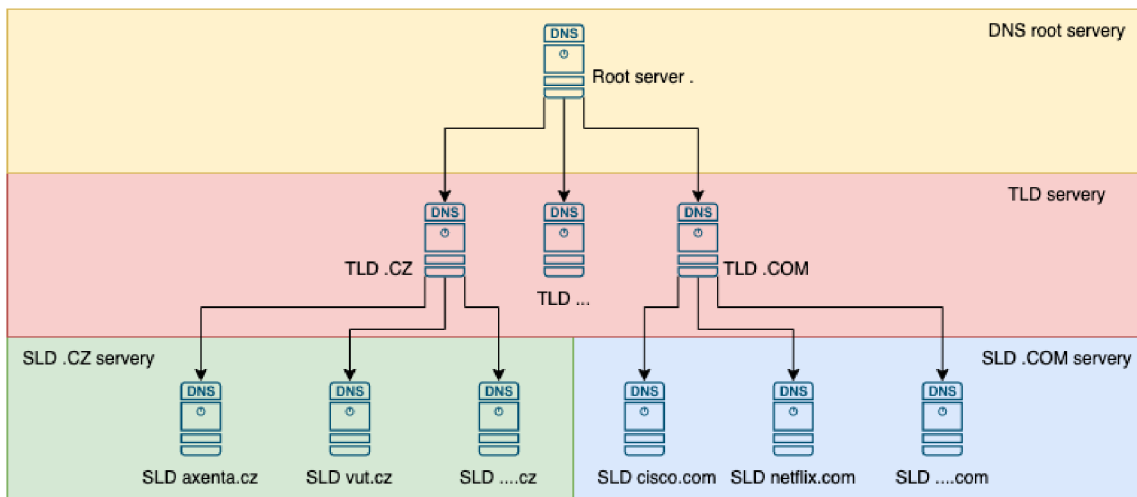 DNS root servery
DNS
Root server .
TLD servery
DNS
DNS
DNS
TLD .CZ
TLD ...
TLD .COM
SLD .CZ servery
SLD .COM servery
DNS
DNS
DNS
DNS
DNS
DNS
SLD axenta.cz
SLD vut.cz
SLD ....cz
SLD cisco.com
SLD netflix.com
SLD ....com